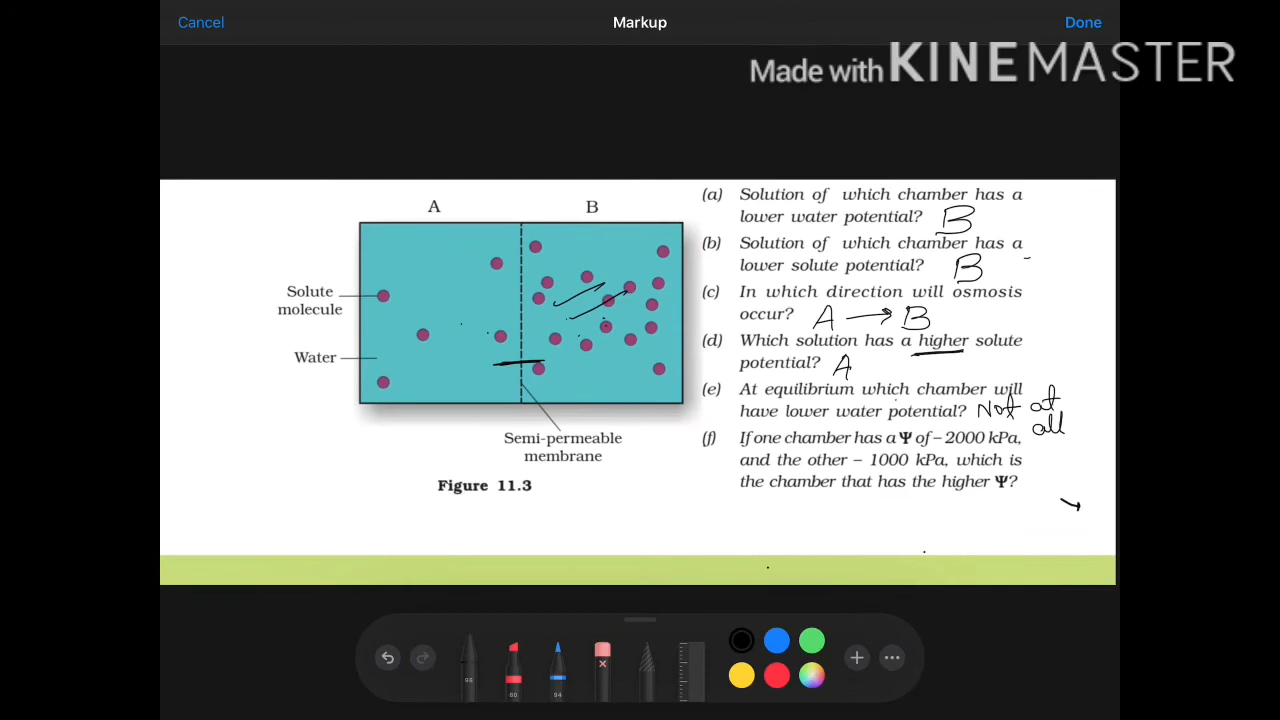 Cancel
Markup
Done
Made with KINEMASTER
A
B
Solute
molecule
Water
Semi-permeable
membrane
Figure 11.3
(a) Solution of which chamber has a
lower water potential? B
(b) Solution of which chamber has a
lower solute potential? B
(c) In which direction will osmosis
occur? A → B
(d) Which solution has a higher solute
potential? A
(e) At equilibrium which chamber will
have lower water potential? Not at
all
(f) If one chamber has a Ψ of – 2000 kPa,
and the other – 1000 kPa, which is
the chamber that has the higher Ψ?
98
80
94